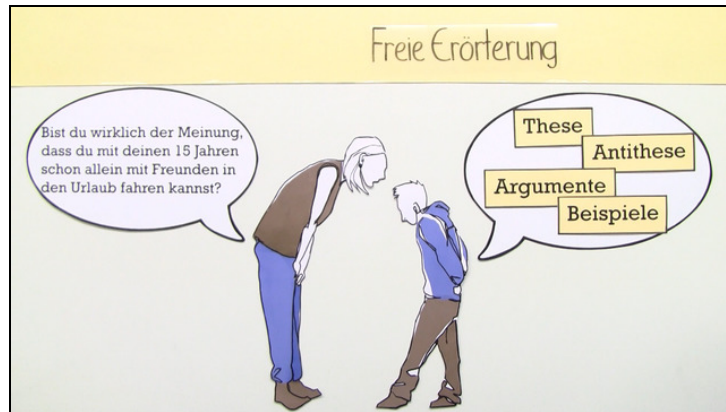 Freie Erörterung
Bist du wirklich der Meinung,
dass du mit deinen 15 Jahren
schon allein mit Freunden in
den Urlaub fahren kannst?
These
Antithese
Argumente
Beispiele